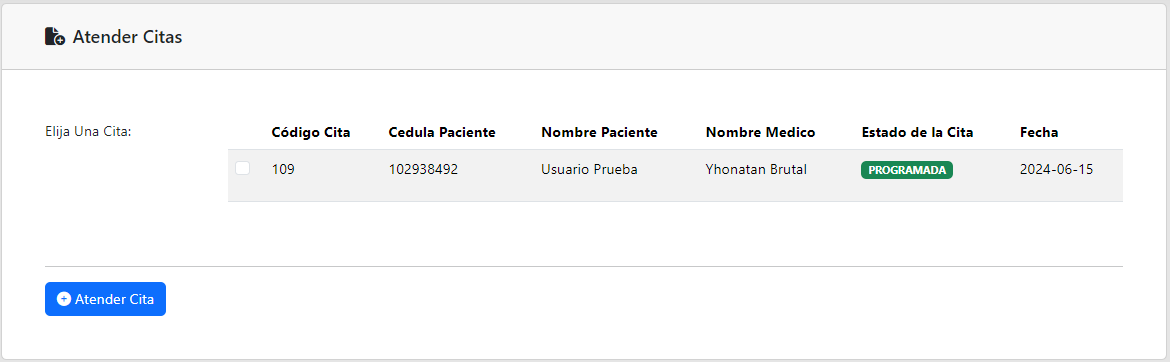 Atender Citas
Elija Una Cita:
Código Cita Cedula Paciente Nombre Paciente Nombre Medico Estado de la Cita Fecha
109 102938492 Usuario Prueba Yhonatan Brutal PROGRAMADA 2024-06-15
Atender Cita